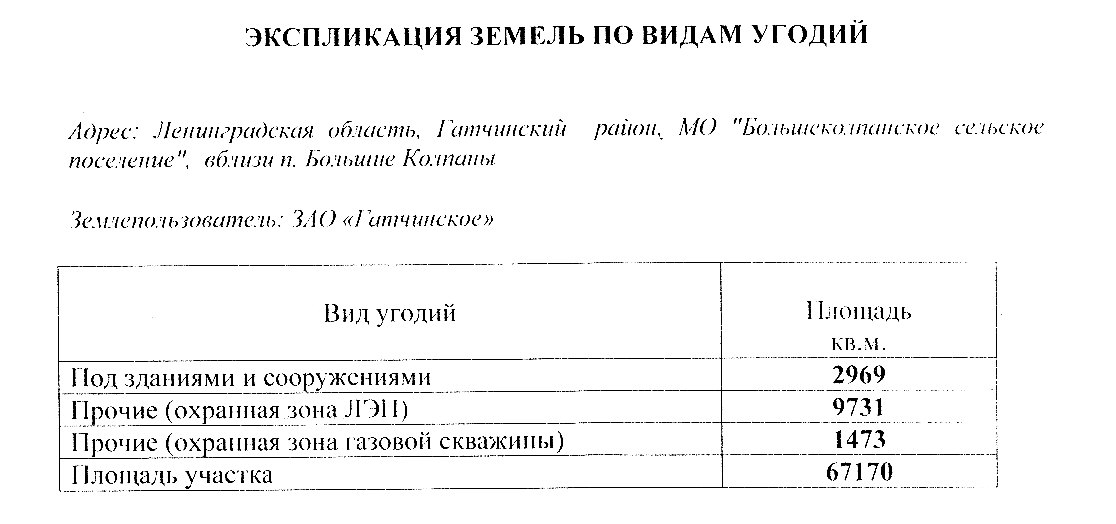 ЭКСПЛИКАЦИЯ ЗЕМЕЛЬ ПО ВИДАМ УГОДИЙ
Адрес: Ленинградская область, Гатчинский район, МО "Большеколпанское сельское
поселение", вблизи п. Большие Колпаны
Землепользователь: ЗАО «Гатчинское»
Вид угодий
Площадь
кв.м.
Под зданиями и сооружениями 2969
Прочие (охранная зона ЛЭП) 9731
Прочие (охранная зона газовой скважины) 1473
Площадь участка 67170